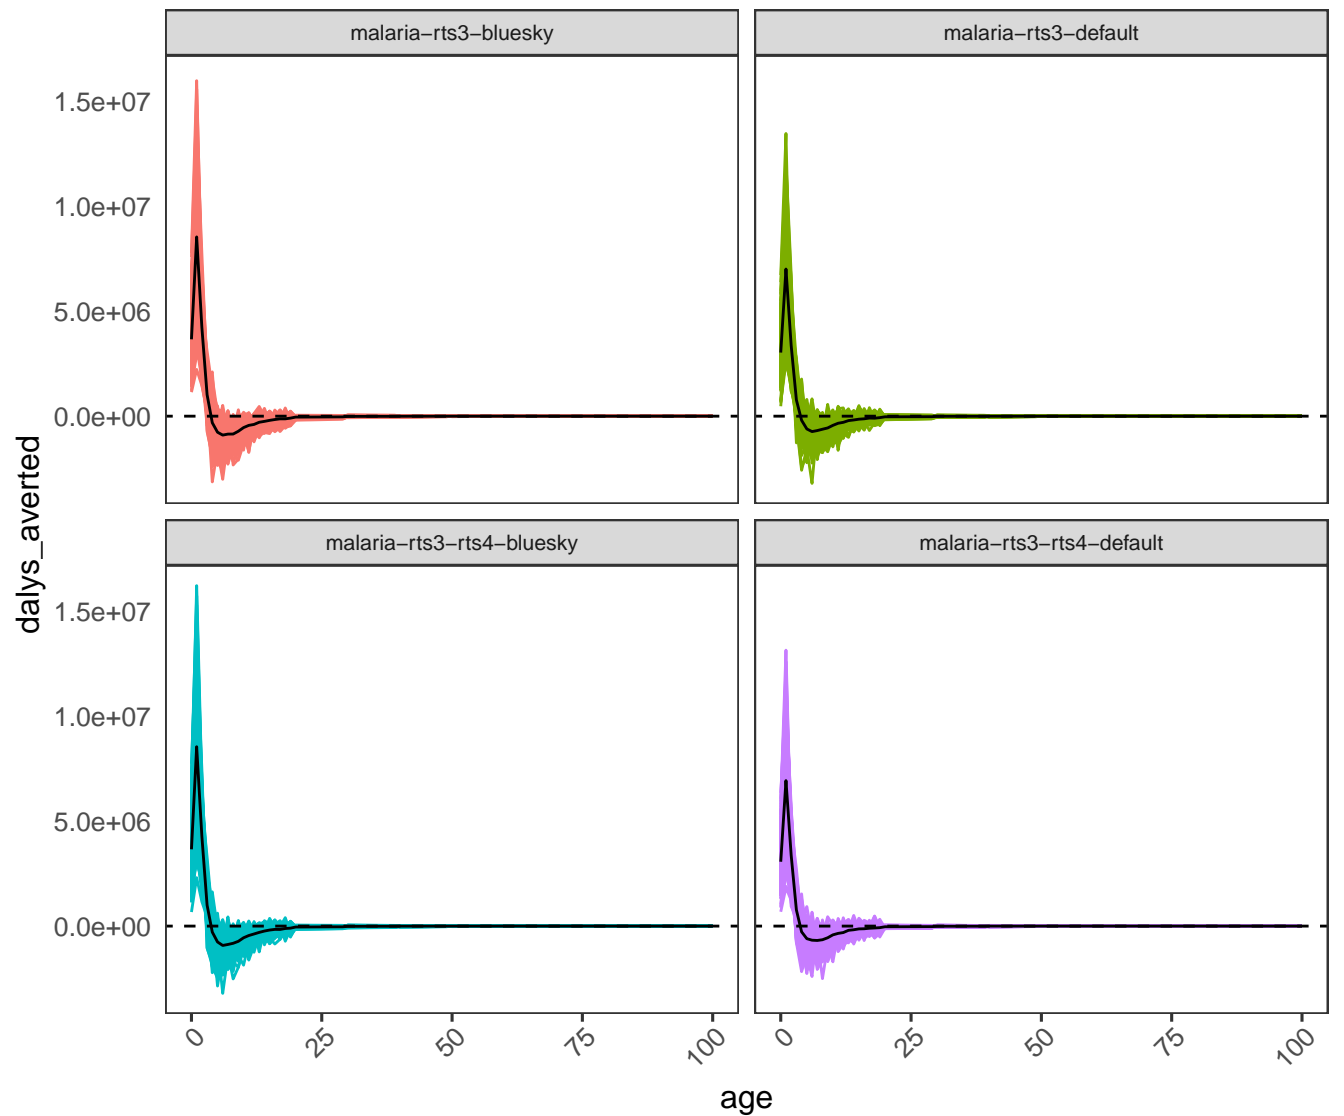 malaria−rts3−bluesky
malaria−rts3−default
1.5e+07
1.0e+07
5.0e+06
0.0e+00
malaria−rts3−rts4−bluesky
malaria−rts3−rts4−default
1.5e+07
1.0e+07
5.0e+06
0.0e+00
dalys_averted
0 25 50 75 100
0 25 50 75 100
age